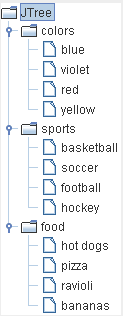 JTree
colors
blue
violet
red
yellow
sports
basketball
soccer
football
hockey
food
hot dogs
pizza
ravioli
bananas